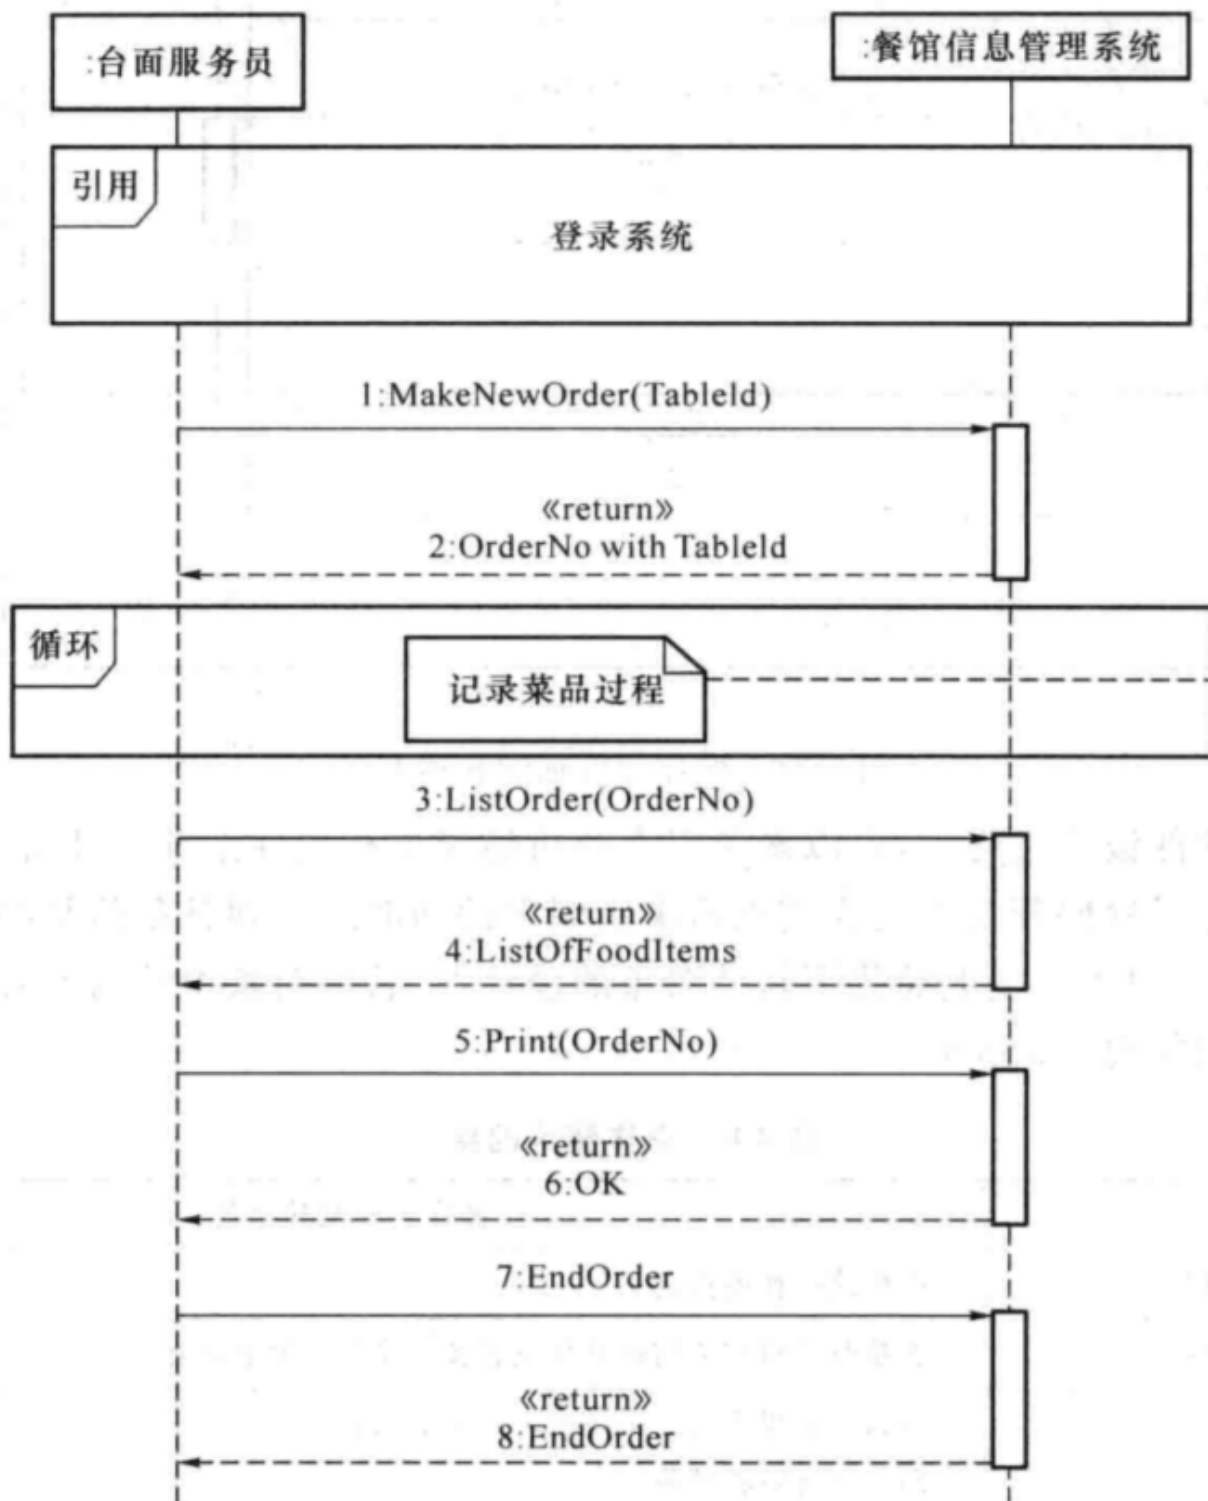 :台面服务员
:餐馆信息管理系统
引用
登录系统
1:MakeNewOrder(TableId)
《return》
2:OrderNo with TableId
循环
记录菜品过程
3:ListOrder(OrderNo)
《return》
4:ListOfFoodItems
5:Print(OrderNo)
《return》
6:OK
7:EndOrder
《return》
8:EndOrder